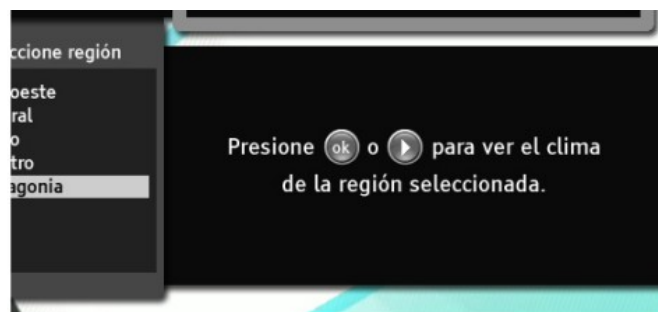 ccione región
oeste
ral
o
tro
agonia
Presione ok o para ver el clima
de la región seleccionada.